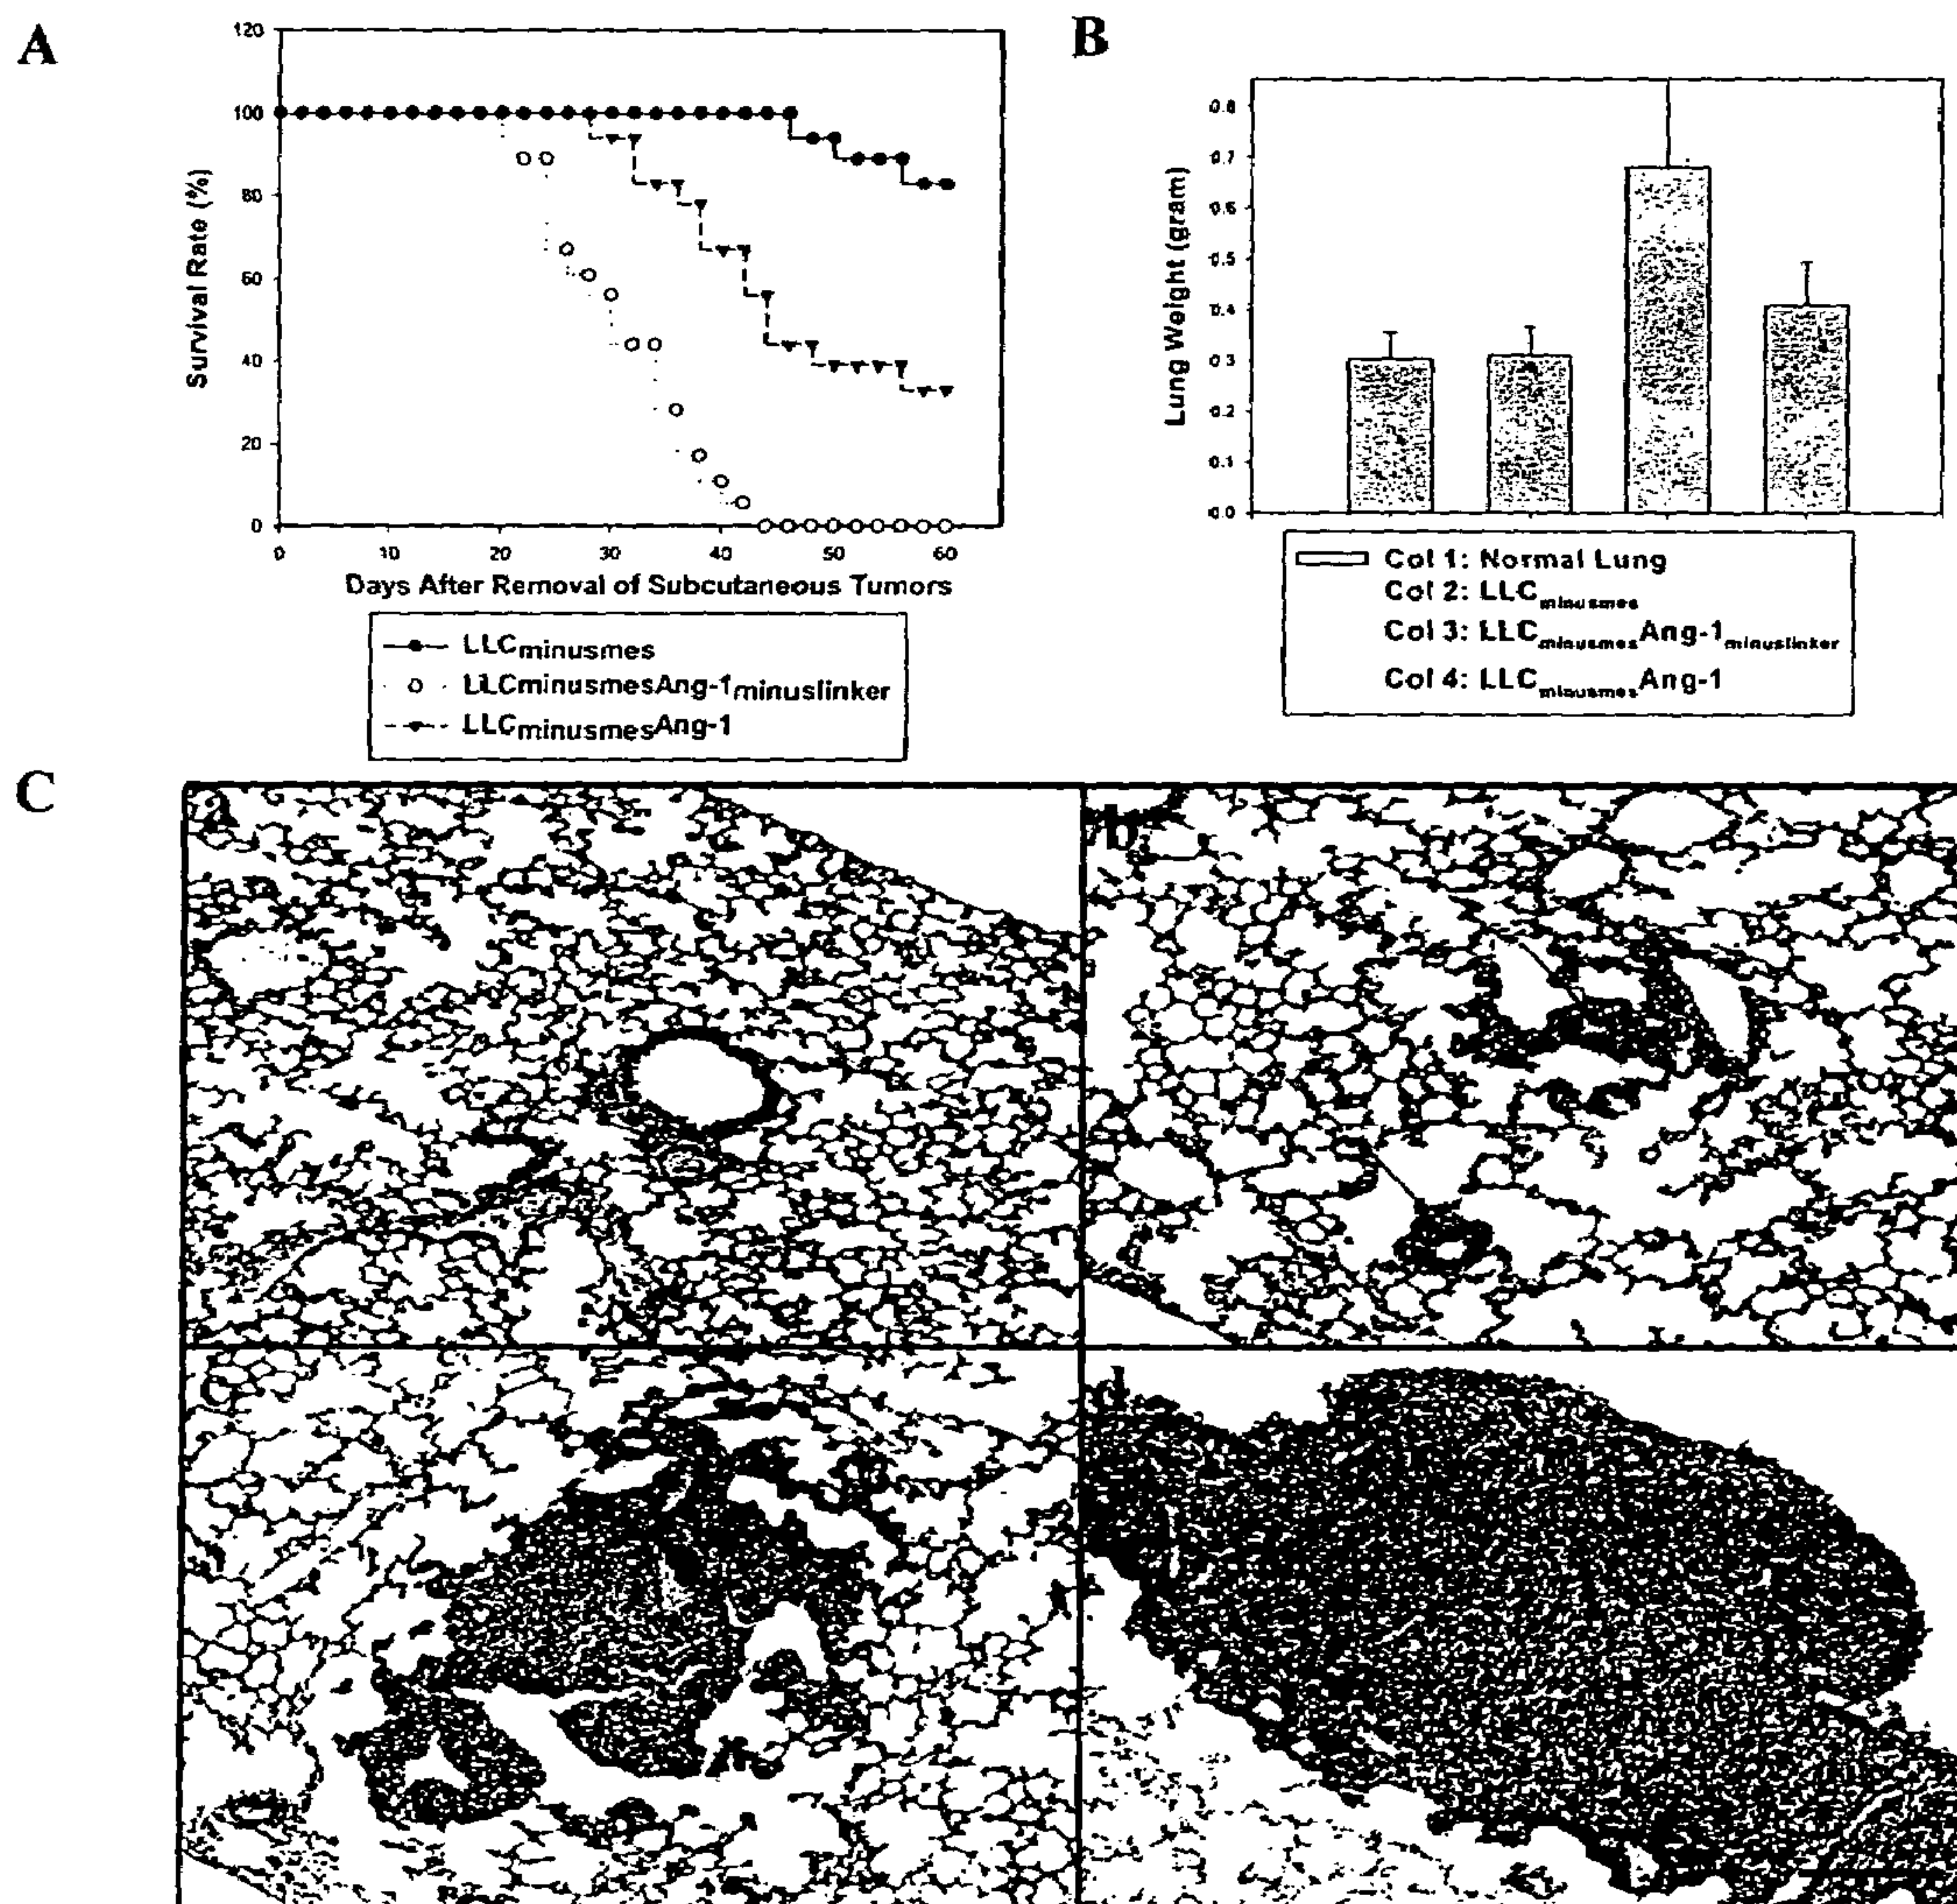 A
120
100
80
60
40
20
0
Survival Rate (%)
0 10 20 30 40 50 60
Days After Removal of Subcutaneous Tumors
LLCminusmes
LLCminusmesAng-1minuslinker
LLCminusmesAng-1
B
0.8
0.7
0.6
0.5
0.4
0.3
0.2
0.1
0.0
Lung Weight (gram)
Col 1: Normal Lung
Col 2: LLCminusmes
Col 3: LLCminusmesAng-1minuslinker
Col 4: LLCminusmesAng-1
C
a
b
c
d